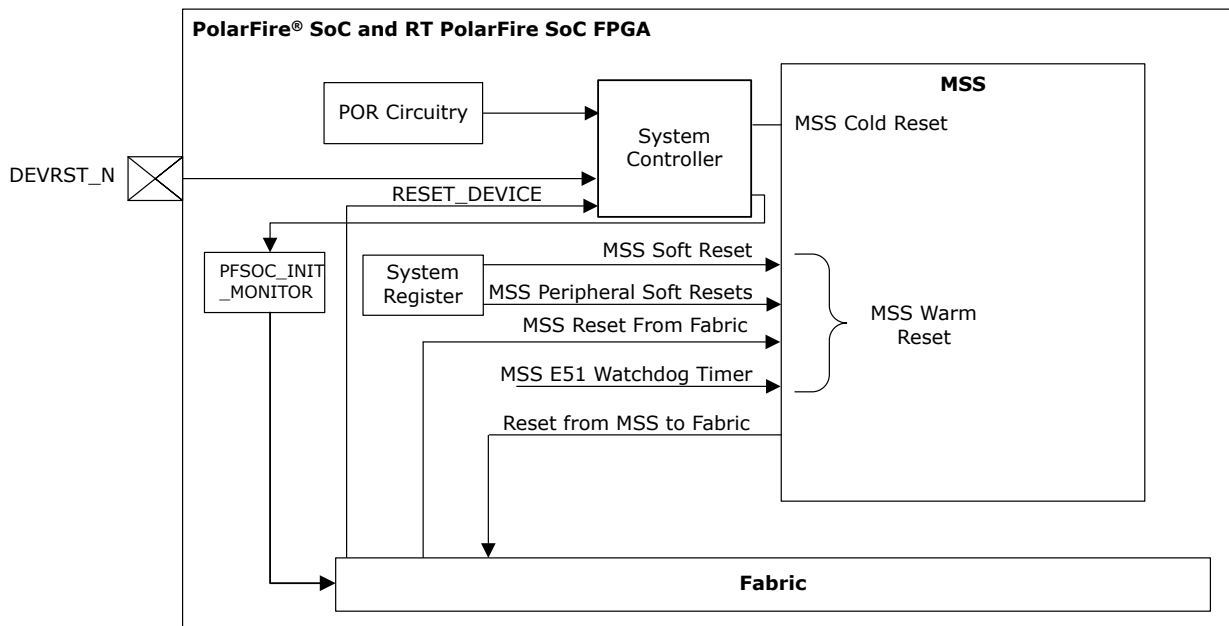 PolarFire® SoC and RT PolarFire SoC FPGA
MSS
POR Circuitry
System
Controller
MSS Cold Reset
DEVRST_N
RESET_DEVICE
PFSOC_INIT
_MONITOR
System
Register
MSS Soft Reset
MSS Peripheral Soft Resets
MSS Reset From Fabric
MSS E51 Watchdog Timer
MSS Warm
Reset
Reset from MSS to Fabric
Fabric